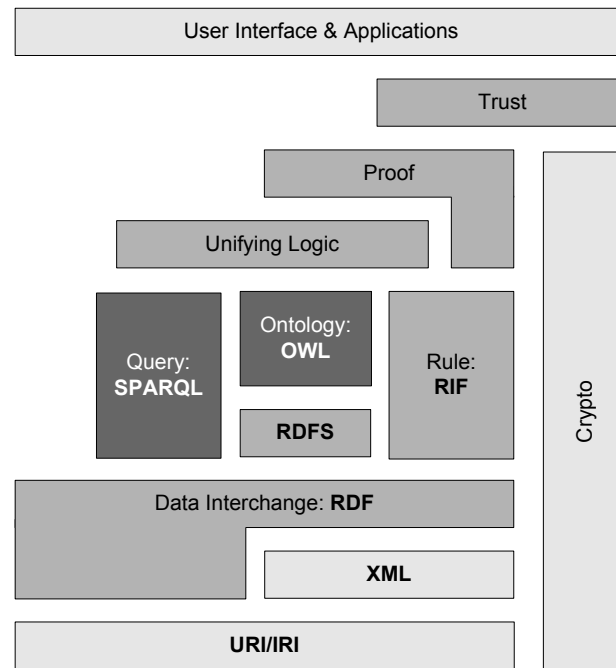 User Interface & Applications
Trust
Proof
Unifying Logic
Query:
SPARQL
Ontology:
OWL
Rule:
RIF
RDFS
Crypto
Data Interchange: RDF
XML
URI/IRI